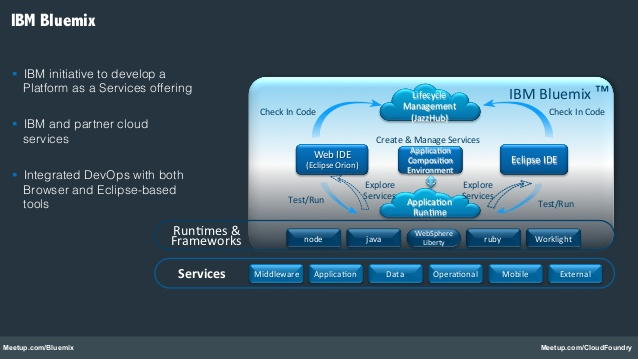 IBM Bluemix
IBM initiative to develop a
Platform as a Services offering
IBM and partner cloud
services
Integrated DevOps with both
Browser and Eclipse-based
tools
IBM Bluemix ™
Lifecycle
Management
(JazzHub)
Check In Code
Check In Code
Create & Manage Services
Web IDE
(Eclipse Orion)
Application
Composition
Environment
Eclipse IDE
Explore
Services
Explore
Services
Test/Run
Application
Runtime
Test/Run
Runtimes &
Frameworks
node
java
WebSphere
Liberty
ruby
Worklight
Services
Middleware
Application
Data
Operational
Mobile
External
Meetup.com/Bluemix
Meetup.com/CloudFoundry